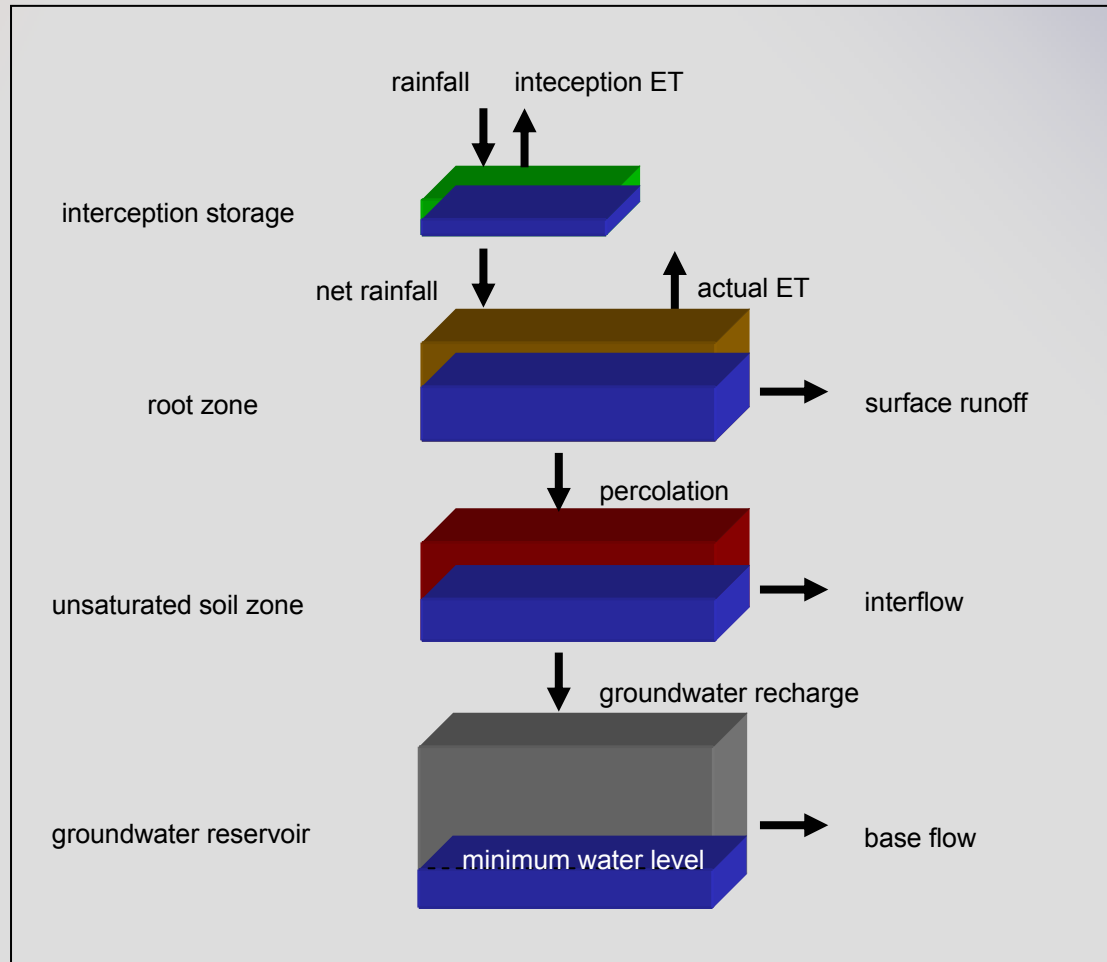 rainfall
inteception ET
interception storage
net rainfall
actual ET
root zone
surface runoff
percolation
unsaturated soil zone
interflow
groundwater recharge
groundwater reservoir
minimum water level
base flow